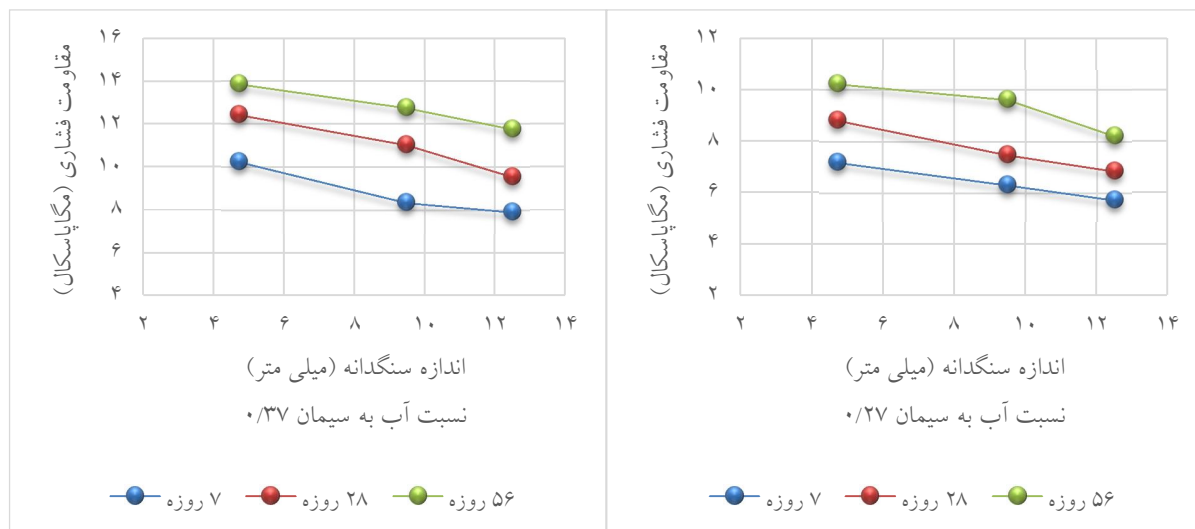 مقاومت فشاری (مگاپاسکال)
۱۶
۱۴
۱۲
۱۰
۸
۶
۴
۲ ۴ ۶ ۸ ۱۰ ۱۲ ۱۴
اندازه سنگدانه (میلی متر)
نسبت آب به سیمان ۰/۳۷
۷ روزه ۲۸ روزه ۵۶ روزه
مقاومت فشاری (مگاپاسکال)
۱۲
۱۰
۸
۶
۴
۲
۲ ۴ ۶ ۸ ۱۰ ۱۲ ۱۴
اندازه سنگدانه (میلی متر)
نسبت آب به سیمان ۰/۲۷
۷ روزه ۲۸ روزه ۵۶ روزه